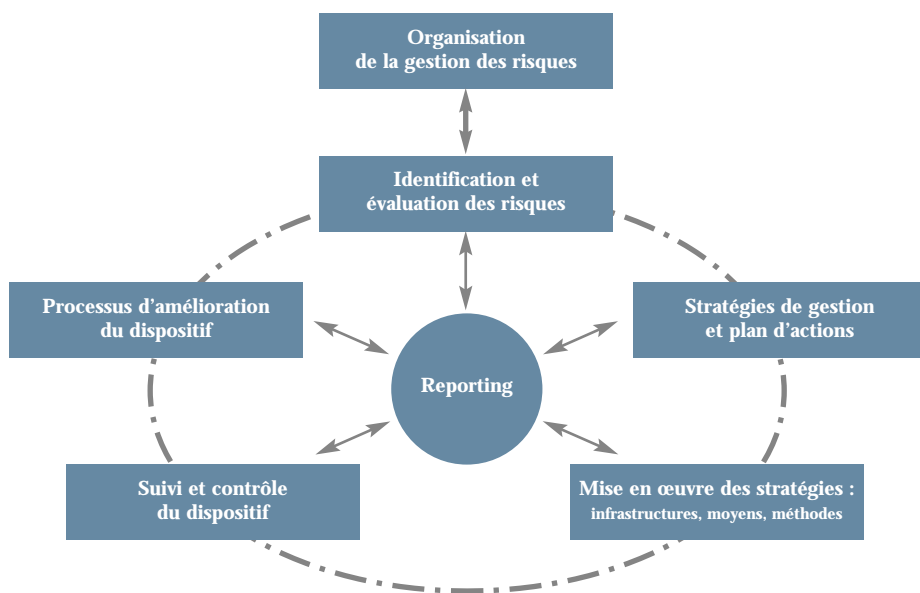 Organisation
de la gestion des risques
Identification et
évaluation des risques
Processus d'amélioration
du dispositif
Stratégies de gestion
et plan d'actions
Reporting
Suivi et contrôle
du dispositif
Mise en œuvre des stratégies :
infrastructures, moyens, méthodes